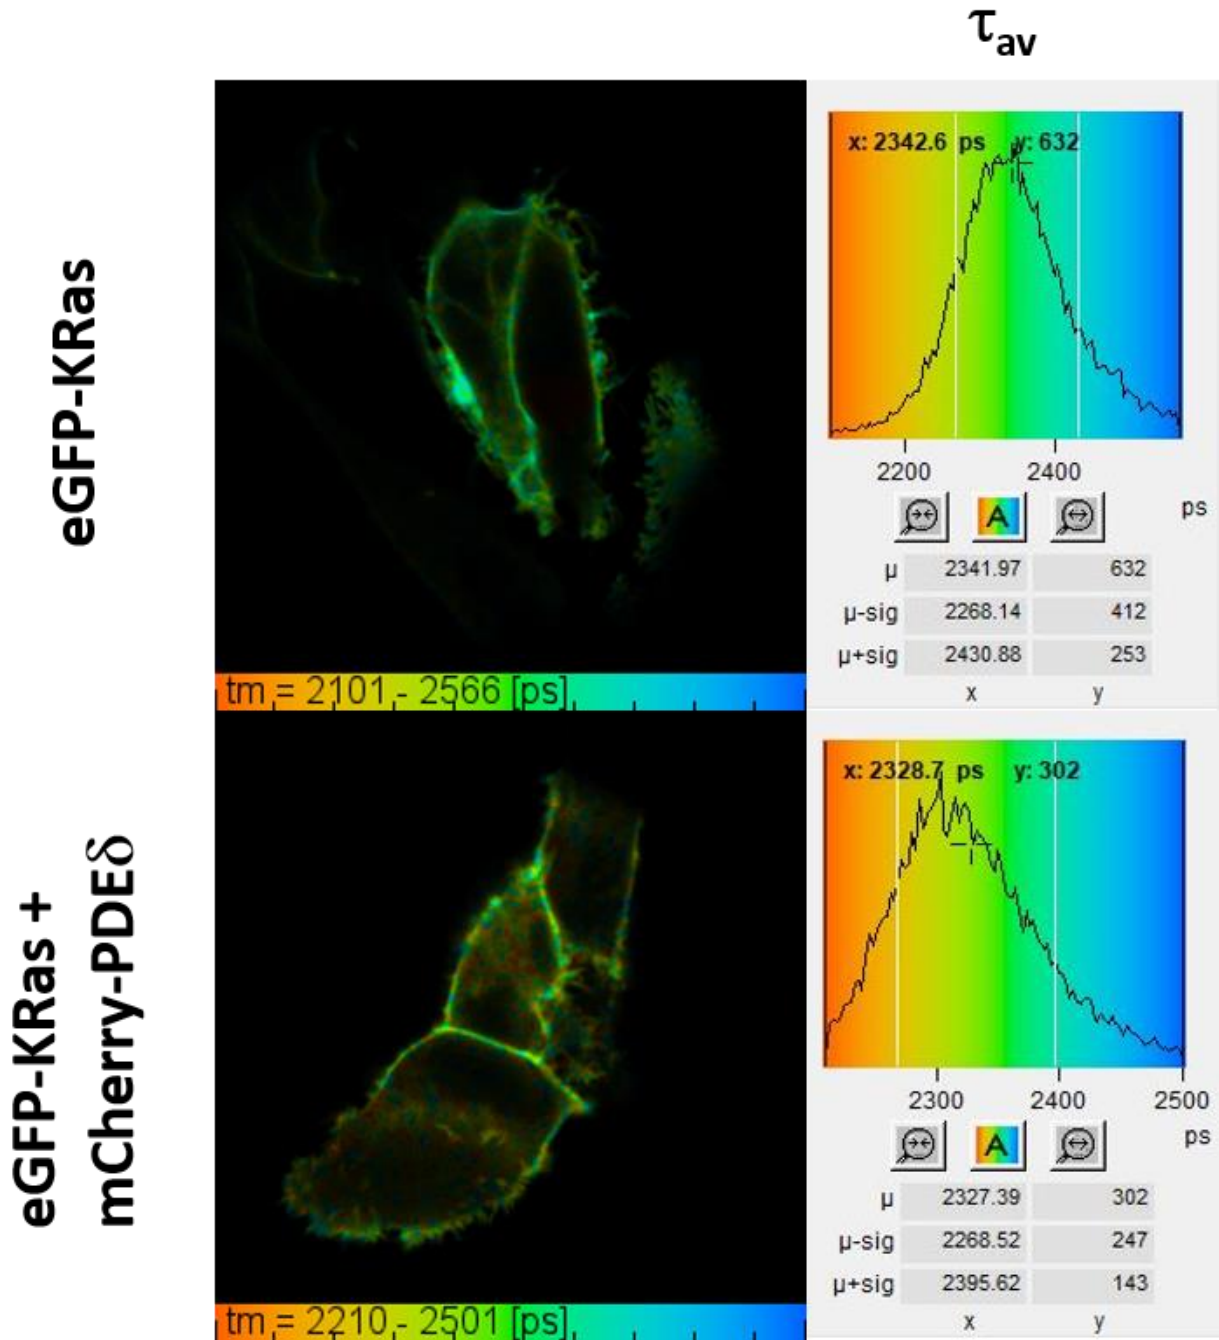 τav
eGFP-KRas
x: 2342.6 ps y: 632
2200 2400
ps
A
μ 2341.97 632
μ-sig 2268.14 412
μ+sig 2430.88 253
x y
tm = 2101 - 2566 [ps]
eGFP-KRas +
mCherry-PDEδ
x: 2328.7 ps y: 302
2300 2400 2500
ps
A
μ 2327.39 302
μ-sig 2268.52 247
μ+sig 2395.62 143
x y
tm = 2210 - 2501 [ps]